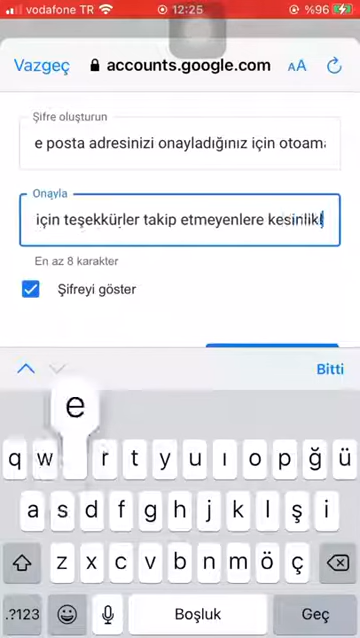 vodafone TR
12:25
%96
Vazgeç
accounts.google.com
AA
Şifre oluşturun
e posta adresinizi onayladığınız için otoama
Onayla
için teşekkürler takip etmeyenlere kesinlikl
En az 8 karakter
Şifreyi göster
Bitti
e
q w r t y u ı o p ğ ü
a s d f g h j k l ş i
z x c v b n m ö ç
.?123
Boşluk
Geç